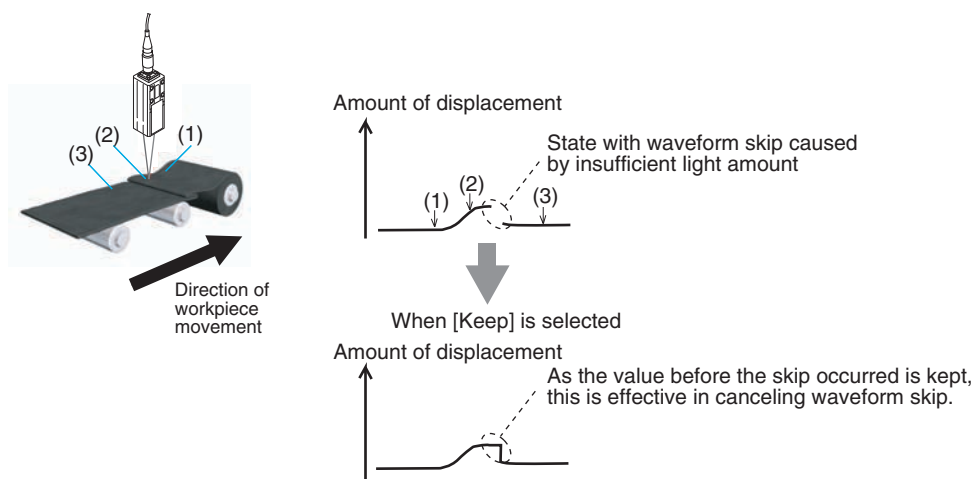 (1)
(2)
(3)
Direction of
workpiece
movement
Amount of displacement
State with waveform skip caused
by insufficient light amount
(1)
(2)
(3)
When [Keep] is selected
Amount of displacement
As the value before the skip occurred is kept,
this is effective in canceling waveform skip.